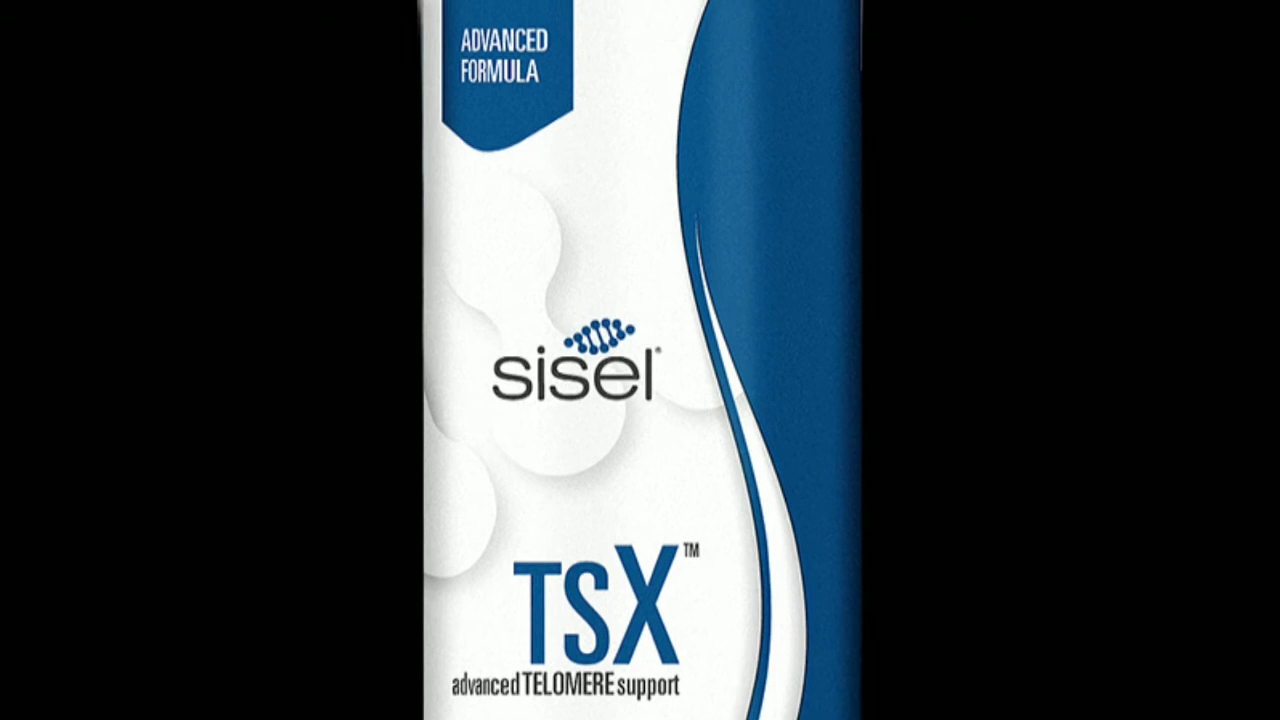 ADVANCED
FORMULA
sisel®
TSX™
advanced TELOMERE support